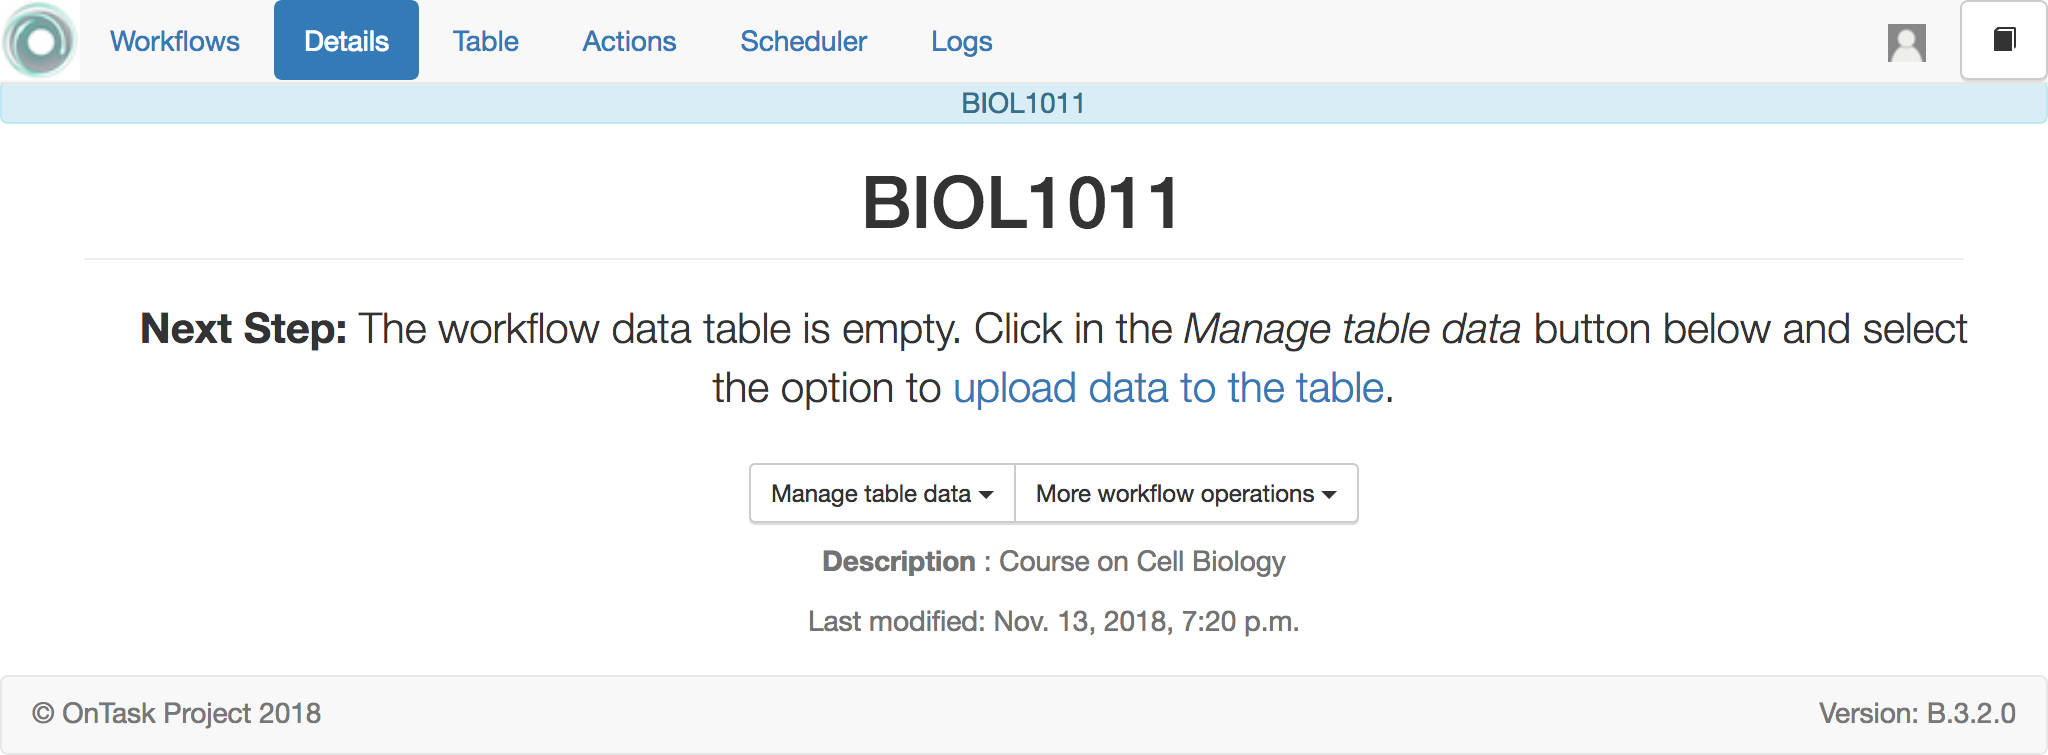 Workflows Details Table Actions Scheduler Logs
BIOL1011
BIOL1011
Next Step: The workflow data table is empty. Click in the Manage table data button below and select
the option to upload data to the table.
Manage table data More workflow operations
Description : Course on Cell Biology
Last modified: Nov. 13, 2018, 7:20 p.m.
© OnTask Project 2018 Version: B.3.2.0